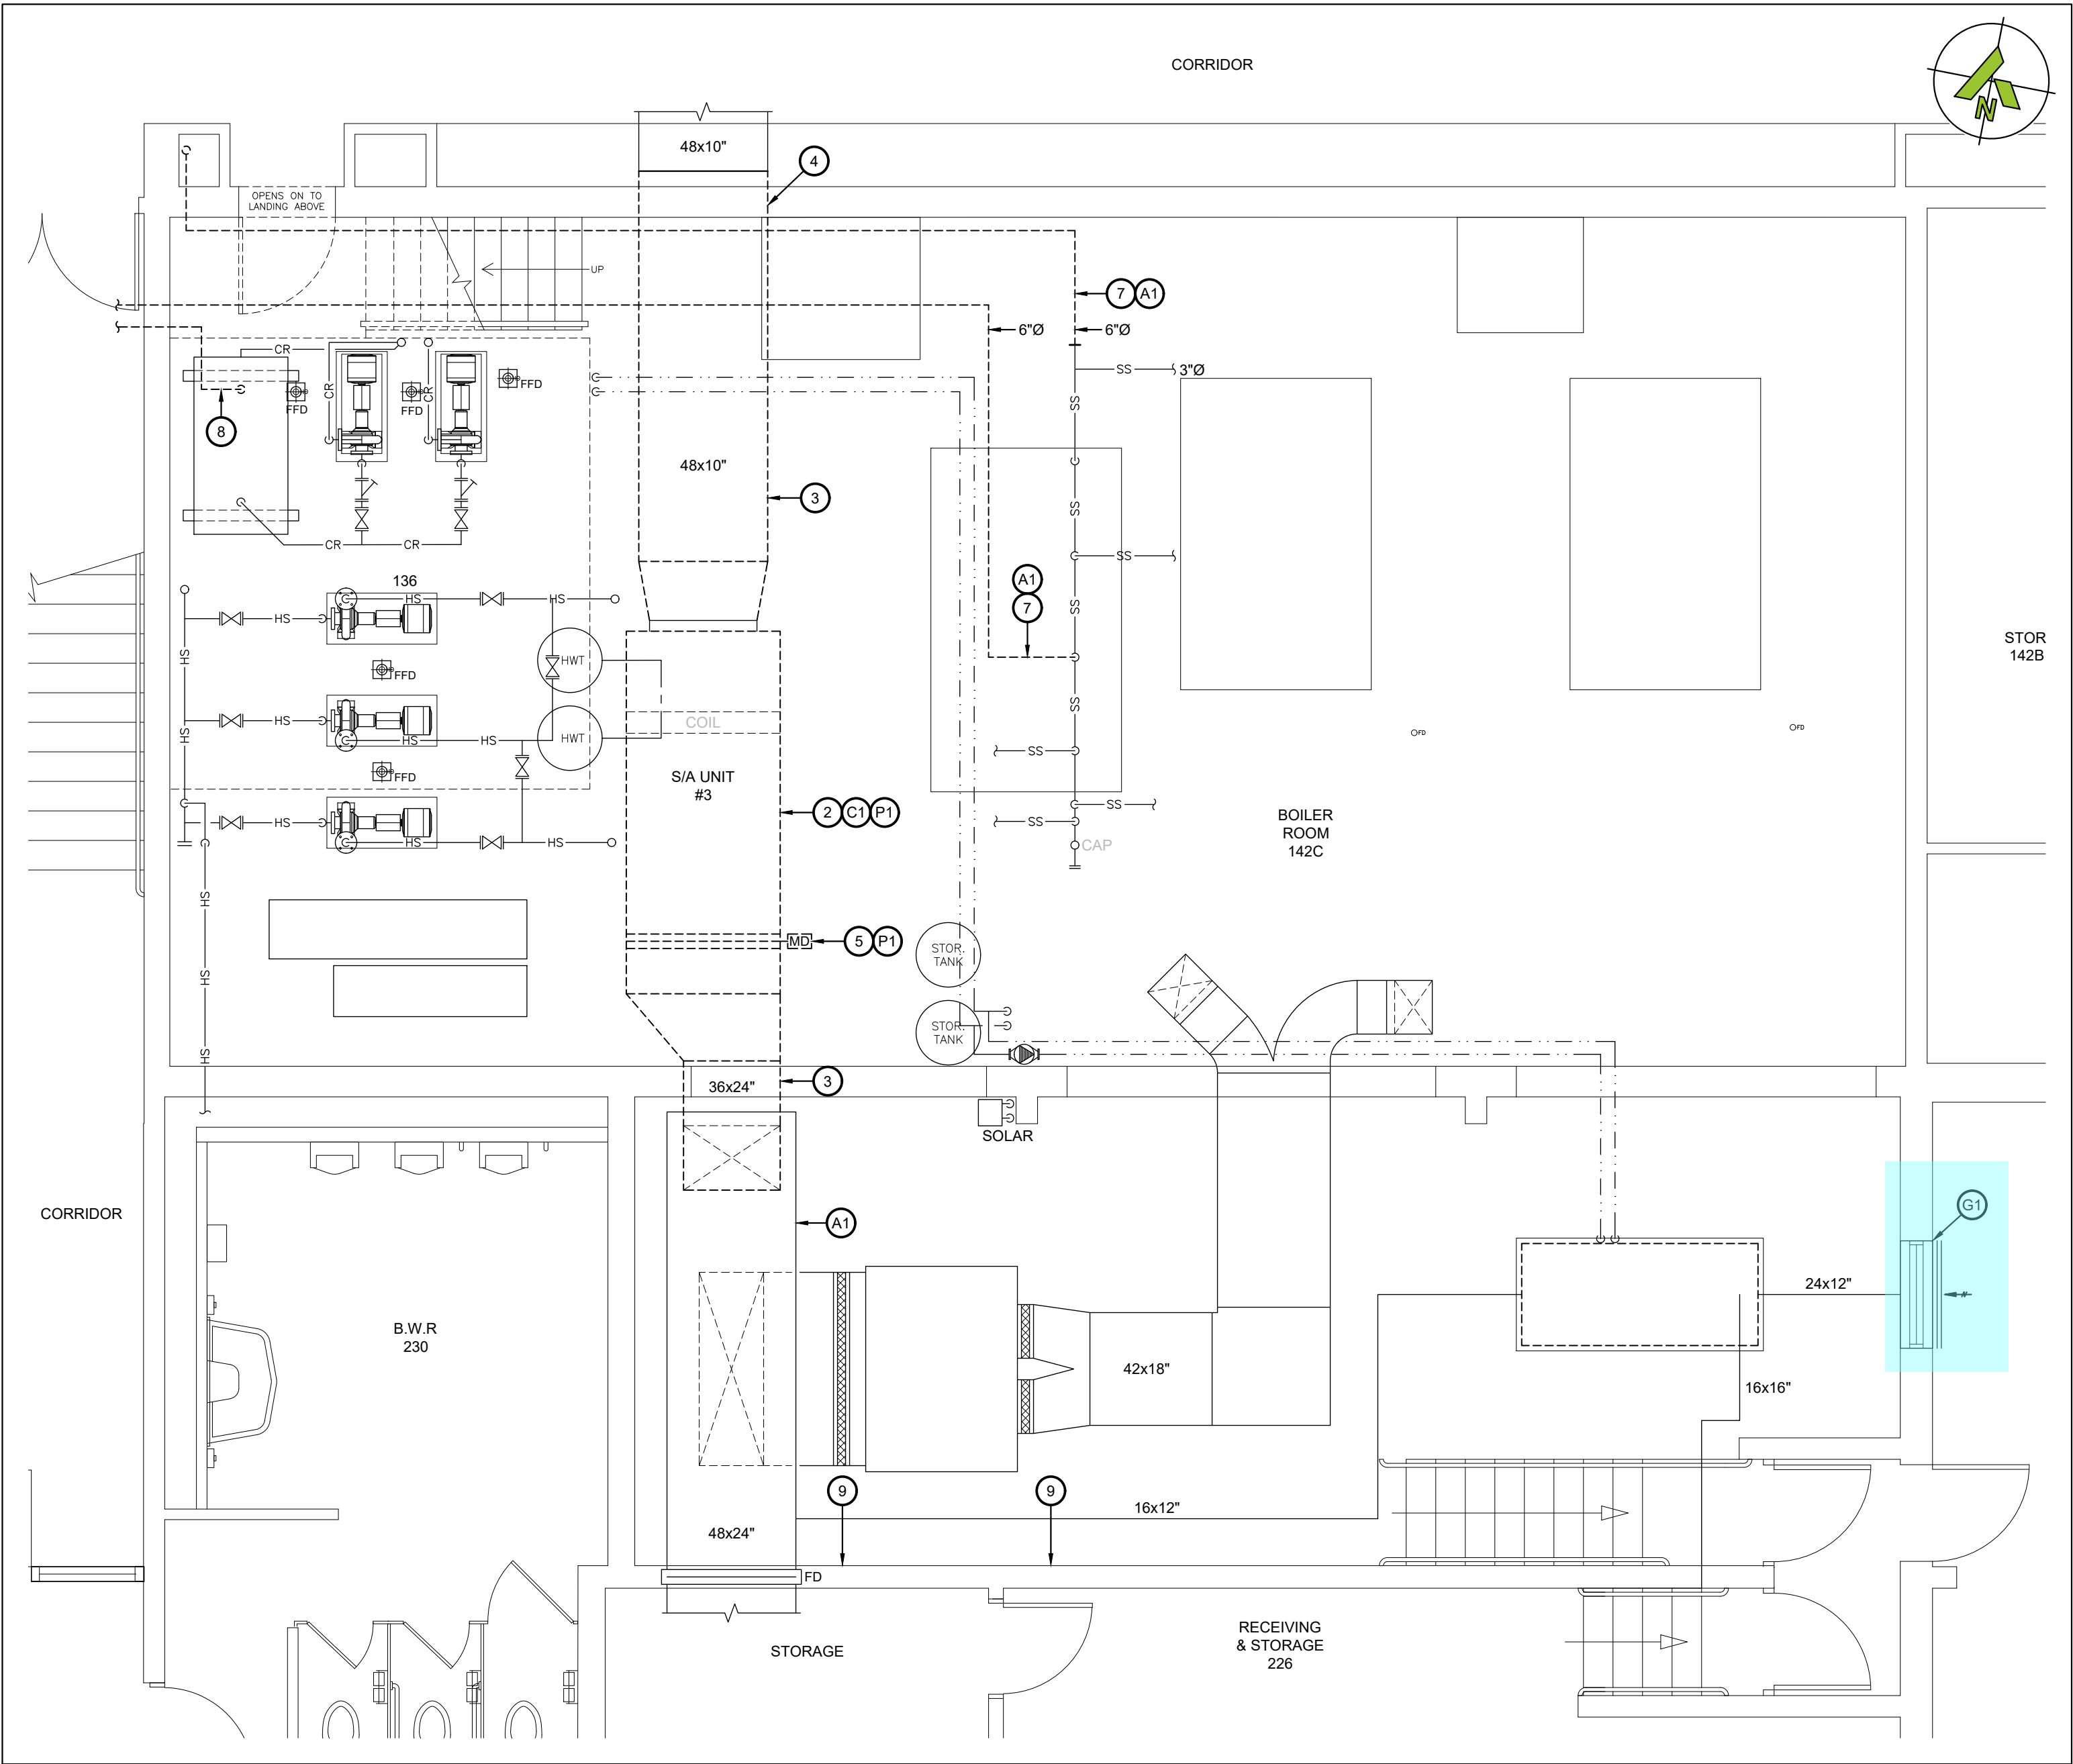 CORRIDOR
N
48x10"
4
OPENS ON TO
LANDING ABOVE
UP
7 A1
6"Ø
6"Ø
CR
SS
3"Ø
FFD
CR
FFD
CR
FFD
SS
8
48x10"
3
SS
CR
CR
SS
136
HS
HS
A1
7
SS
HS
HS
FFD
HWT
STOR
142B
HS
HS
HS
HS
HWT
COIL
SS
SS
FD
FD
FFD
S/A UNIT
#3
2 C1 P1
SS
SS
HS
HS
HS
CAP
BOILER
ROOM
142C
HS
MD
5 P1
STOR.
TANK
HS
STOR.
TANK
HS
36x24"
3
SOLAR
CORRIDOR
A1
G1
24x12"
B.W.R
230
42x18"
16x16"
9
9
16x12"
48x24"
FD
STORAGE
RECEIVING
& STORAGE
226